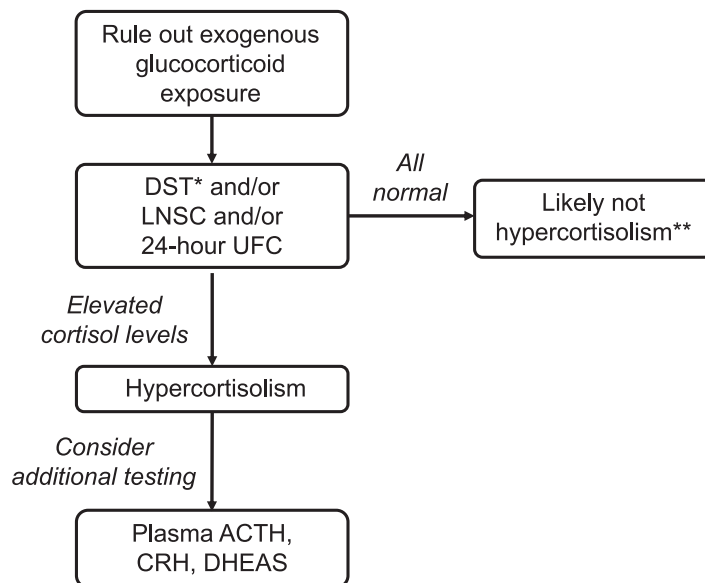 Rule out exogenous
glucocorticoid
exposure
DST* and/or
LNSC and/or
24-hour UFC
All
normal
Likely not
hypercortisolism**
Elevated
cortisol levels
Hypercortisolism
Consider
additional testing
Plasma ACTH,
CRH, DHEAS